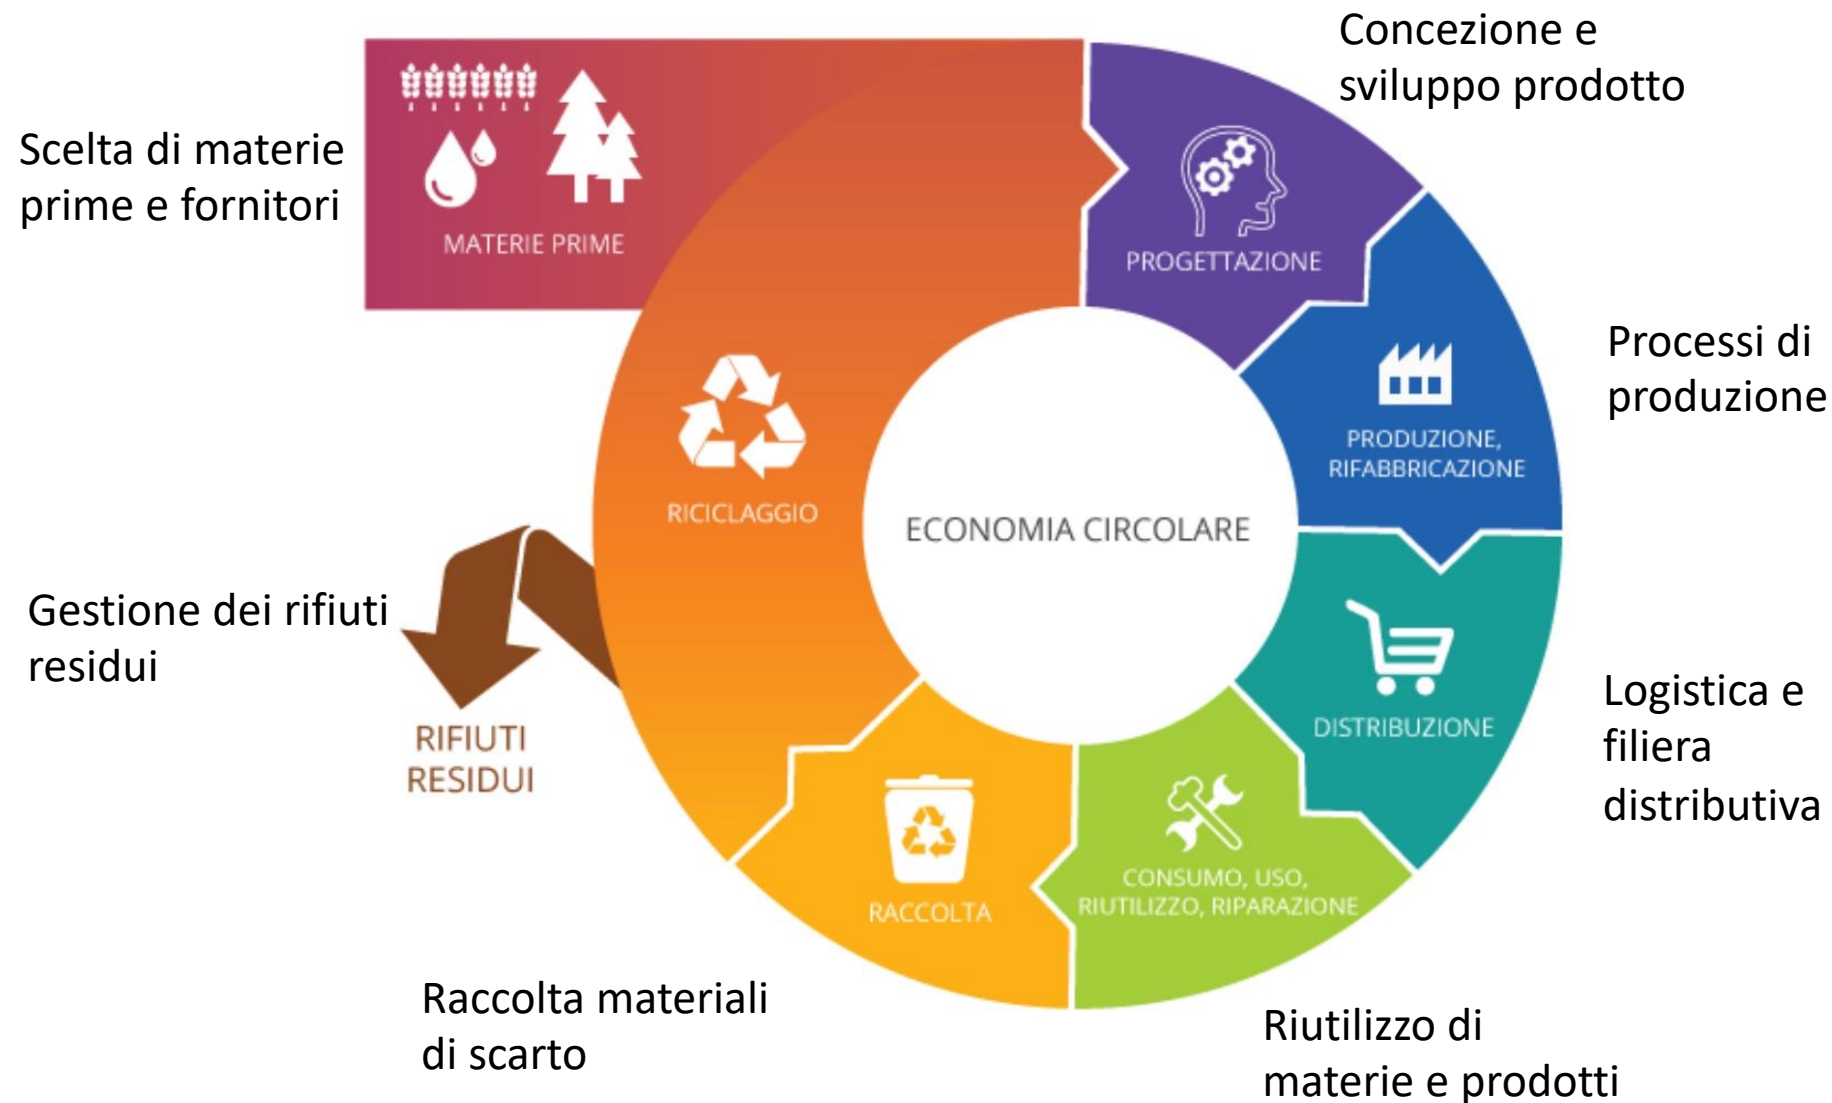 Concezione e
sviluppo prodotto
Scelta di materie
prime e fornitori
MATERIE PRIME
PROGETTAZIONE
Processi di
produzione
PRODUZIONE,
RIFABBRICAZIONE
RICICLAGGIO
ECONOMIA CIRCOLARE
Gestione dei rifiuti
residui
RIFIUTI
RESIDUI
DISTRIBUZIONE
Logistica e
filiera
distributiva
CONSUMO, USO,
RIUTILIZZO, RIPARAZIONE
RACCOLTA
Raccolta materiali
di scarto
Riutilizzo di
materie e prodotti